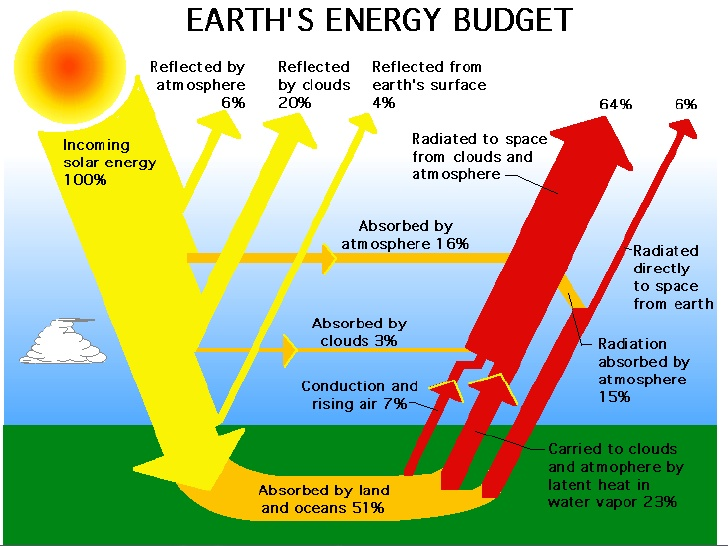 EARTH'S ENERGY BUDGET
Reflected by
atmosphere
6%
Reflected
by clouds
20%
Reflected from
earth's surface
4%
64%
6%
Incoming
solar energy
100%
Radiated to space
from clouds and
atmosphere
Absorbed by
atmosphere 16%
Radiated
directly
to space
from earth
Absorbed by
clouds 3%
Radiation
absorbed by
atmosphere
15%
Conduction and
rising air 7%
Carried to clouds
and atmophere by
latent heat in
water vapor 23%
Absorbed by land
and oceans 51%